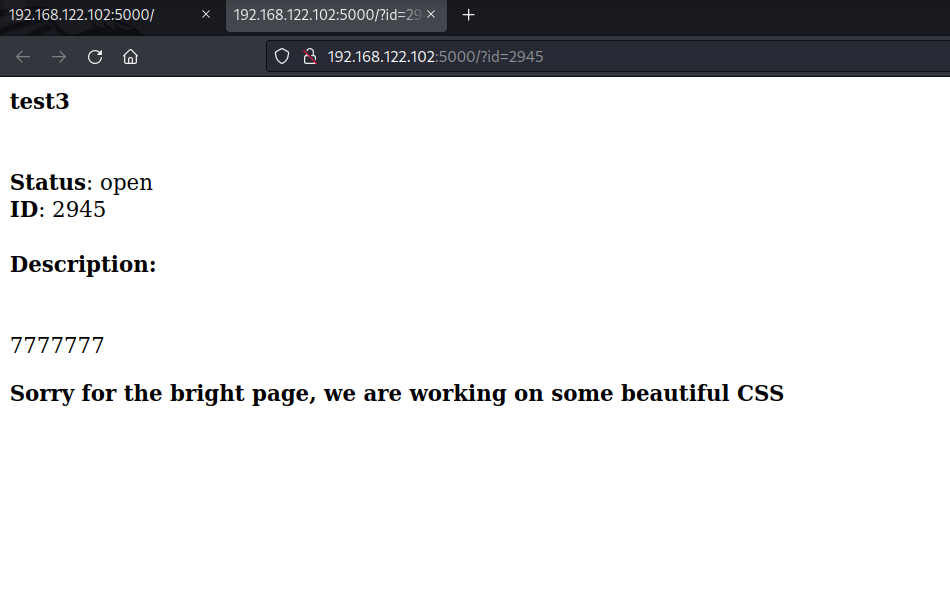 192.168.122.102:5000/
192.168.122.102:5000/?id=29
192.168.122.102:5000/?id=2945
test3
Status: open
ID: 2945
Description:
7777777
Sorry for the bright page, we are working on some beautiful CSS